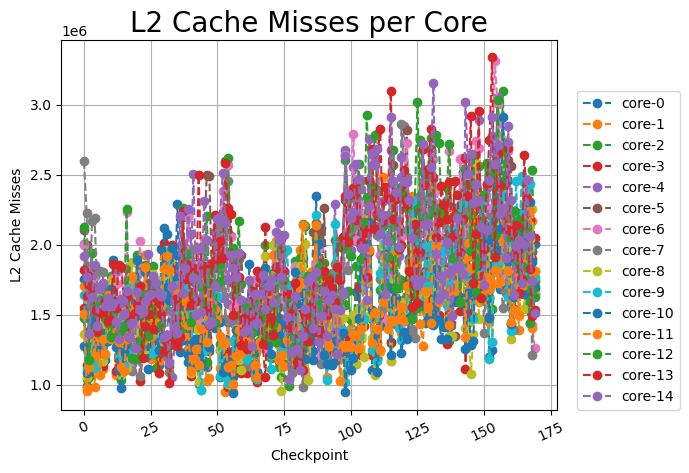 L2 Cache Misses per Core
1e6
3.0
2.5
2.0
1.5
1.0
L2 Cache Misses
0
25
50
75
100
125
150
175
Checkpoint
core-0
core-1
core-2
core-3
core-4
core-5
core-6
core-7
core-8
core-9
core-10
core-11
core-12
core-13
core-14